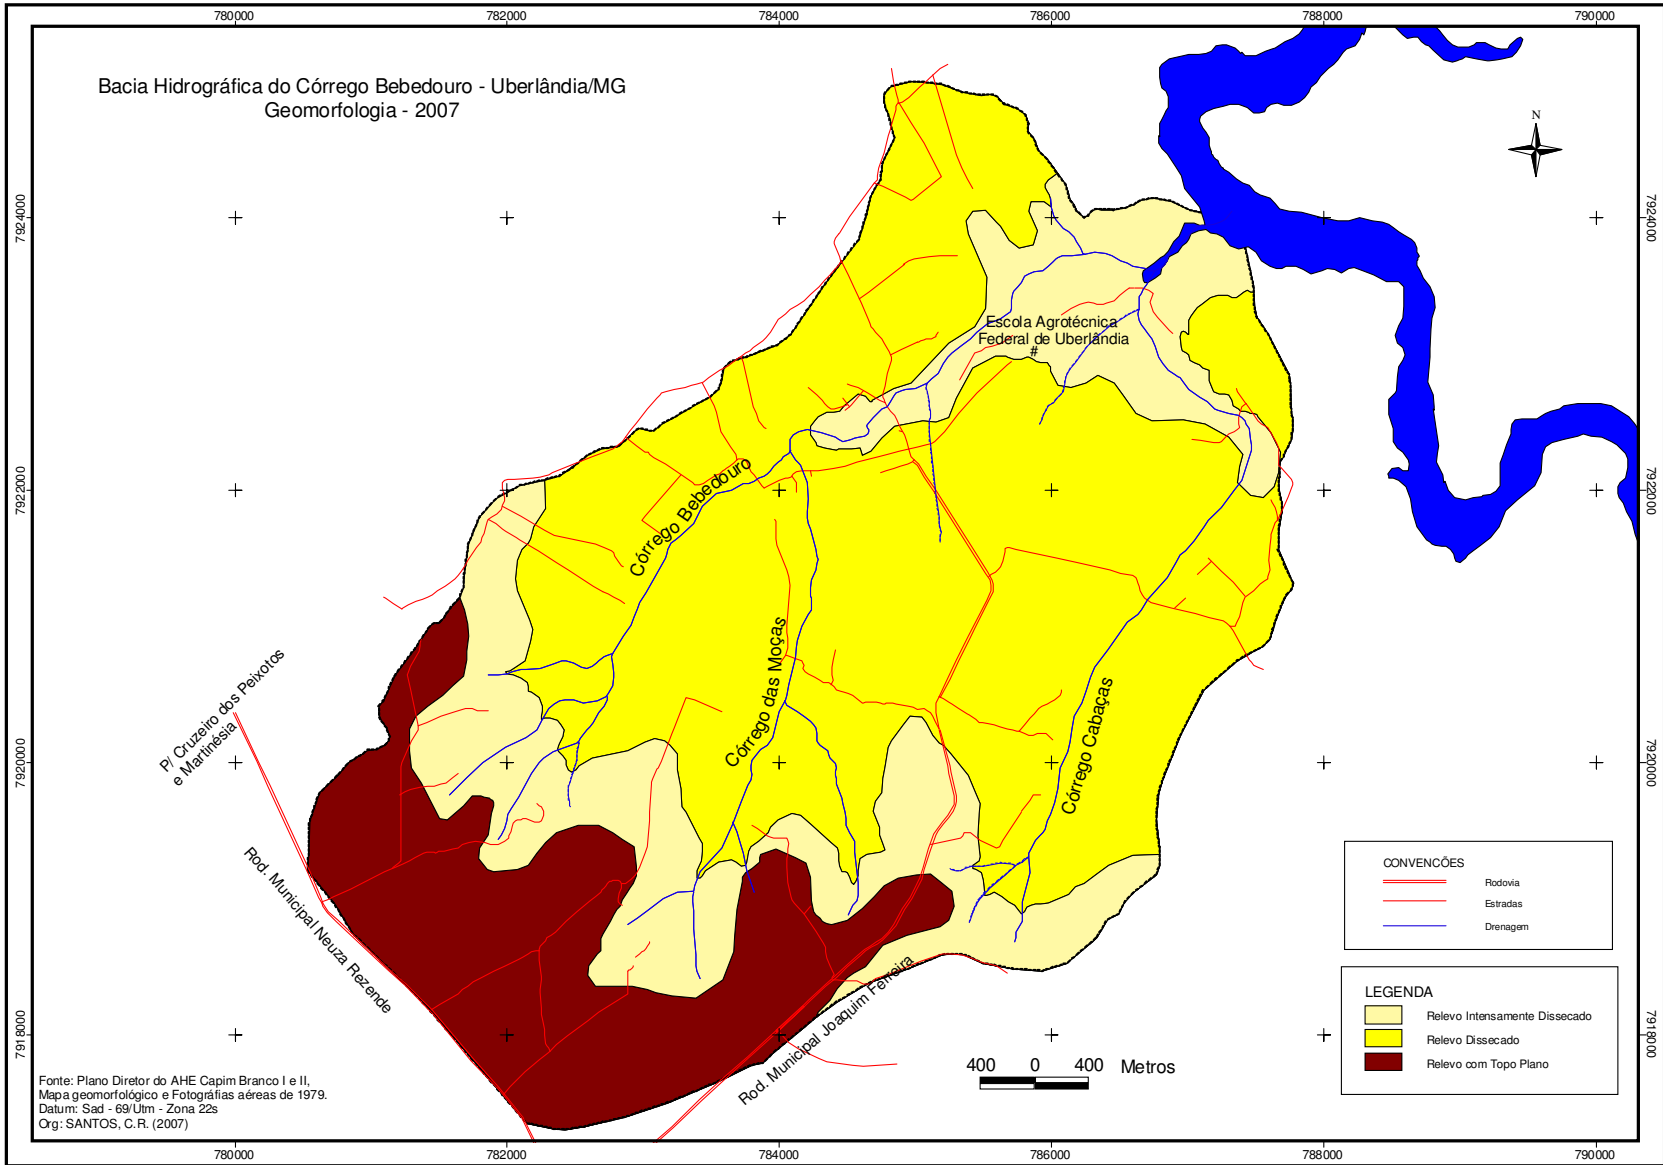 780000
782000
784000
786000
788000
790000
Bacia Hidrográfica do Córrego Bebedouro - Uberlândia/MG
Geomorfologia - 2007
N
7924000
7924000
Escola Agrotécnica
Federal de Uberlândia
#
7922000
7922000
Córrego Bebedouro
Córrego das Moças
Córrego Cabaças
P/ Cruzeiro dos Peixotos
e Martinésia
7920000
7920000
Rod. Municipal Neuza Rezende
Rod. Municipal Joaquim Ferreira
CONVENCÕES
Rodovia
Estradas
Drenagem
LEGENDA
Relevo Intensamente Dissecado
Relevo Dissecado
Relevo com Topo Plano
7918000
7918000
400 0 400 Metros
Fonte: Plano Diretor do AHE Capim Branco I e II,
Mapa geomorfológico e Fotográfias aéreas de 1979.
Datum: Sad - 69/Utm - Zona 22s
Org: SANTOS, C.R. (2007)
780000
782000
784000
786000
788000
790000